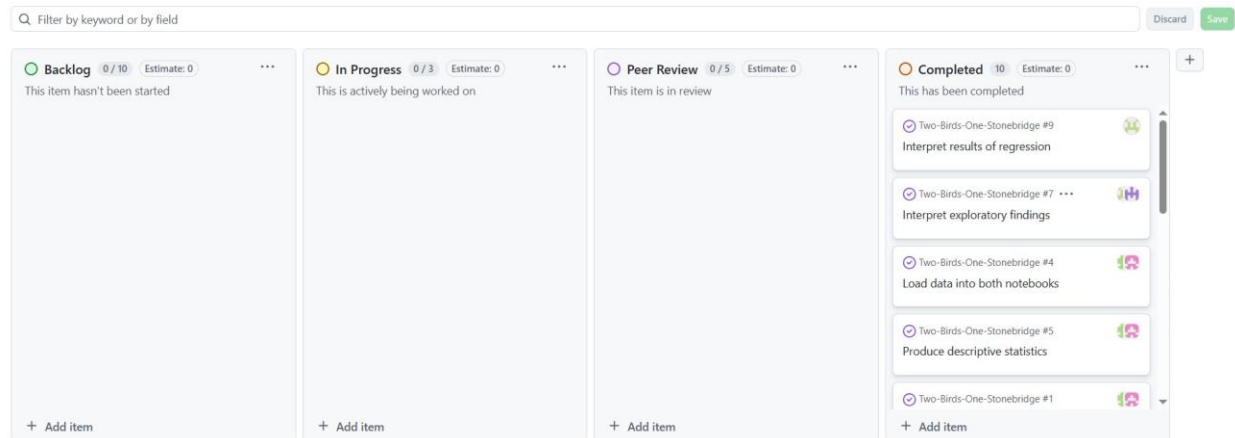 Filter by keyword or by field
Discard
Save
Backlog 0 / 10 Estimate: 0
This item hasn't been started
+ Add item
In Progress 0 / 3 Estimate: 0
This is actively being worked on
+ Add item
Peer Review 0 / 5 Estimate: 0
This item is in review
+ Add item
Completed 10 Estimate: 0
This has been completed
Two-Birds-One-Stonebridge #9
Interpret results of regression
Two-Birds-One-Stonebridge #7
Interpret exploratory findings
Two-Birds-One-Stonebridge #4
Load data into both notebooks
Two-Birds-One-Stonebridge #5
Produce descriptive statistics
Two-Birds-One-Stonebridge #1
+ Add item